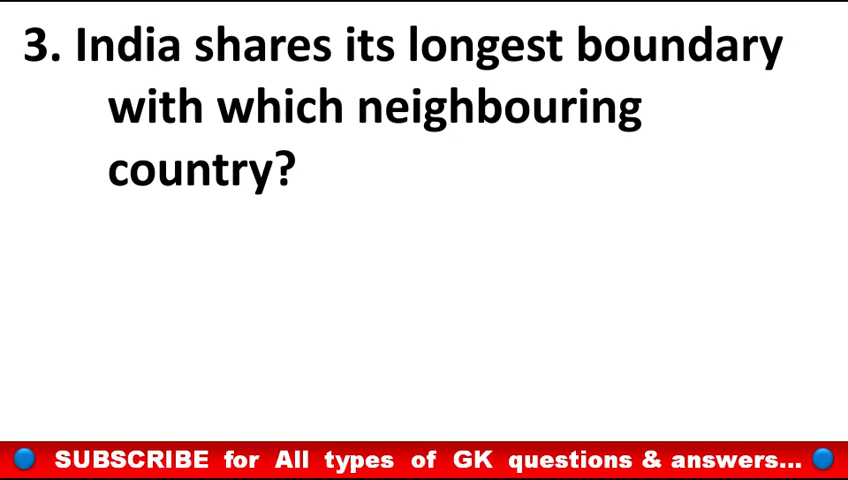 3. India shares its longest boundary
with which neighbouring
country?
SUBSCRIBE for All types of GK questions & answers...